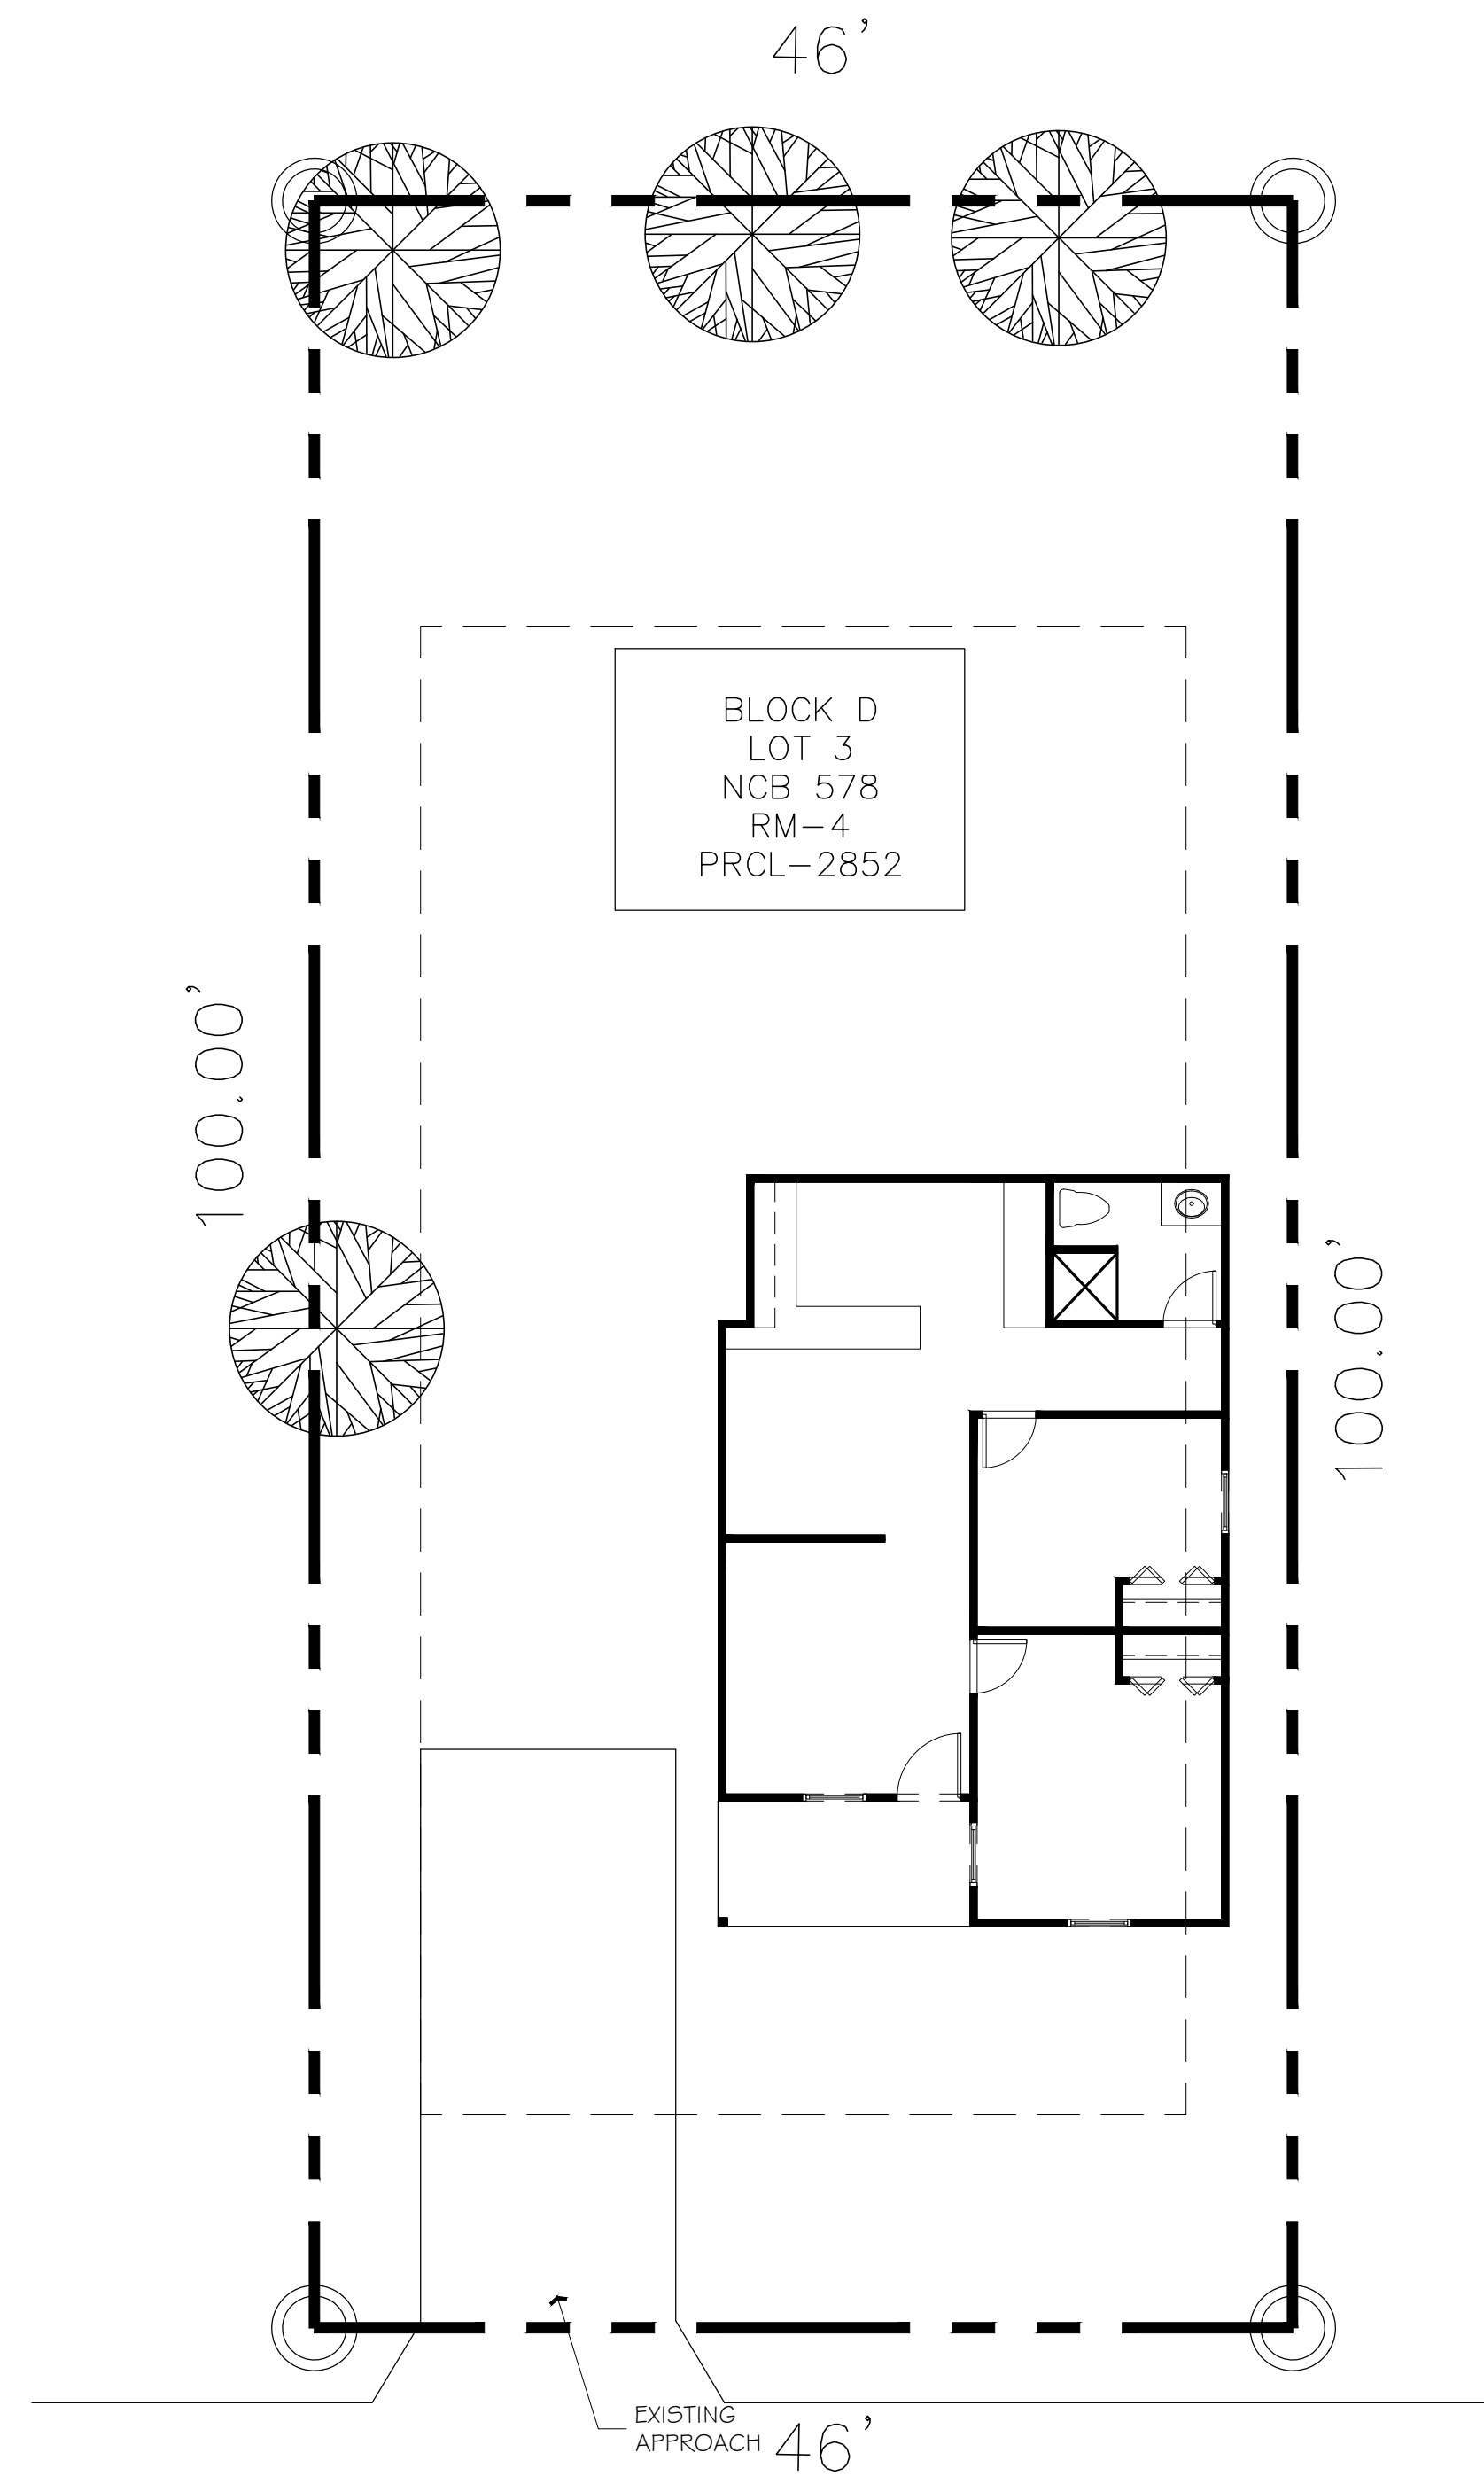 46'
BLOCK D
LOT 3
NCB 578
RM-4
PRCL-2852
100.00'
100.00'
EXISTING
APPROACH
46'